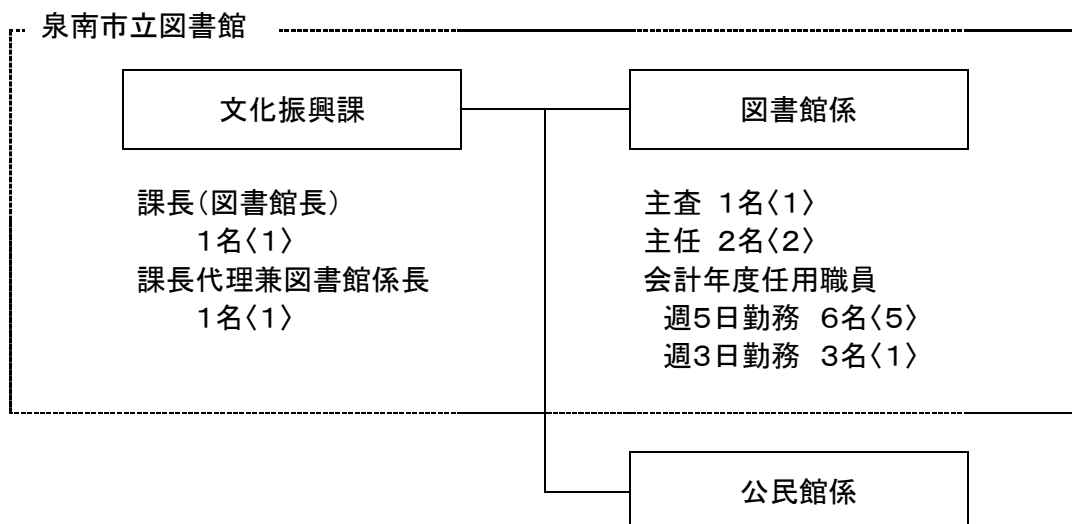 泉南市立図書館
文化振興課
図書館係
課長(図書館長)
1名〈1〉
課長代理兼図書館係長
1名〈1〉
主査 1名〈1〉
主任 2名〈2〉
会計年度任用職員
週5日勤務 6名〈5〉
週3日勤務 3名〈1〉
公民館係